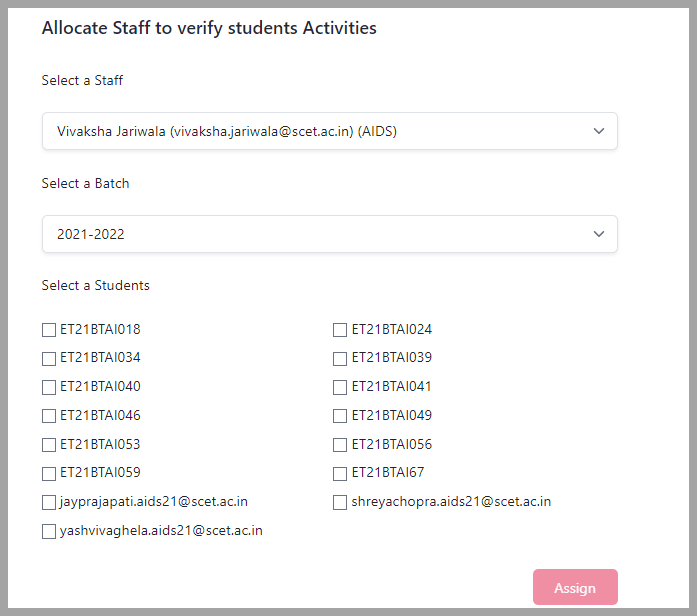 Allocate Staff to verify students Activities
Select a Staff
Vivaksha Jariwala (vivaksha.jariwala@scet.ac.in) (AIDS)
Select a Batch
2021-2022
Select a Students
ET21BTAI018 ET21BTAI024
ET21BTAI034 ET21BTAI039
ET21BTAI040 ET21BTAI041
ET21BTAI046 ET21BTAI049
ET21BTAI053 ET21BTAI056
ET21BTAI059 ET21BTAI67
jayprajapati.aids21@scet.ac.in shreyachopra.aids21@scet.ac.in
yashvivaghela.aids21@scet.ac.in
Assign